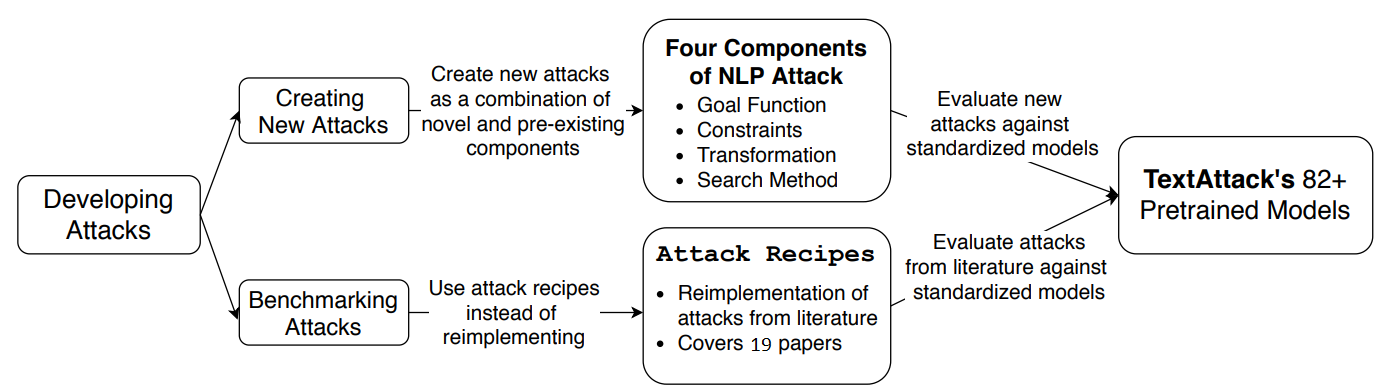 Developing
Attacks
Creating
New Attacks
Create new attacks
as a combination of
novel and pre-existing
components
Four Components
of NLP Attack
• Goal Function
• Constraints
• Transformation
• Search Method
Evaluate new
attacks against
standardized models
Benchmarking
Attacks
Use attack recipes
instead of
reimplementing
Attack Recipes
• Reimplementation of
attacks from literature
• Covers 19 papers
Evaluate attacks
from literature against
standardized models
TextAttack's 82+
Pretrained Models